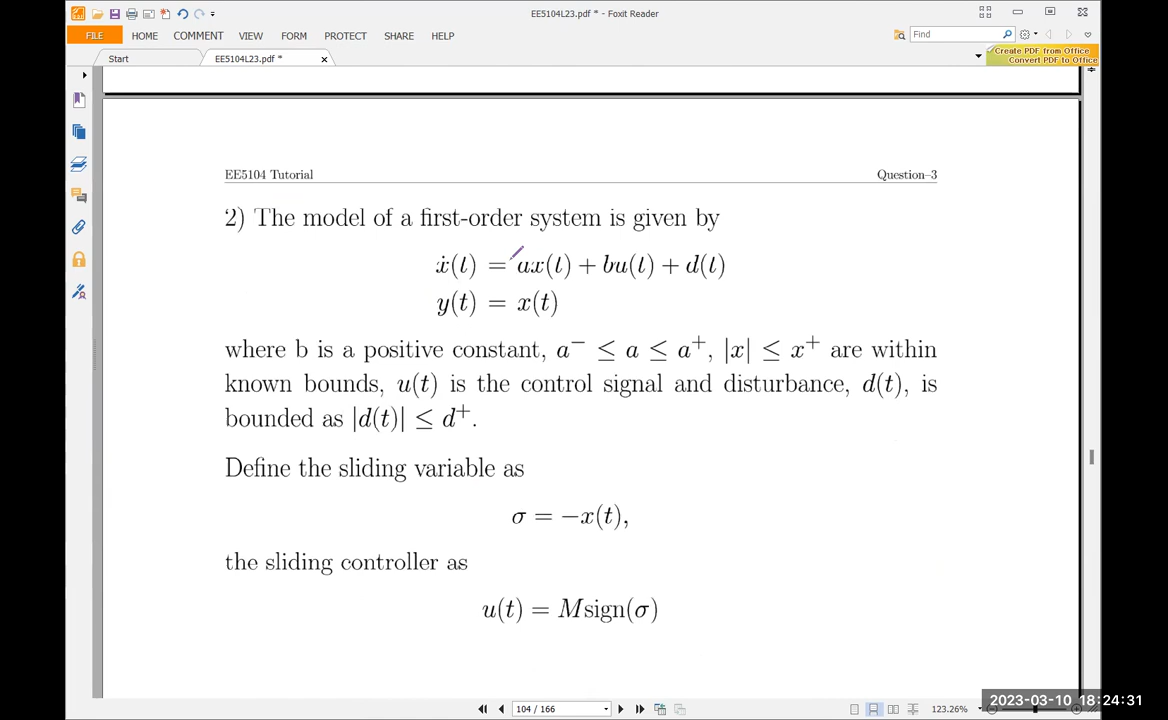 EE5104L23.pdf * - Foxit Reader
FILE HOME COMMENT VIEW FORM PROTECT SHARE HELP
Find
Start
EE5104L23.pdf *
Create PDF from Office
Convert PDF to Office
EE5104 Tutorial
Question–3
2) The model of a first-order system is given by
ẋ(t) = ax(t) + bu(t) + d(t)
y(t) = x(t)
where b is a positive constant, a⁻ ≤ a ≤ a⁺, |x| ≤ x⁺ are within
known bounds, u(t) is the control signal and disturbance, d(t), is
bounded as |d(t)| ≤ d⁺.
Define the sliding variable as
σ = −x(t),
the sliding controller as
u(t) = Msign(σ)
104 / 166
123.26%
2023-03-10 18:24:31